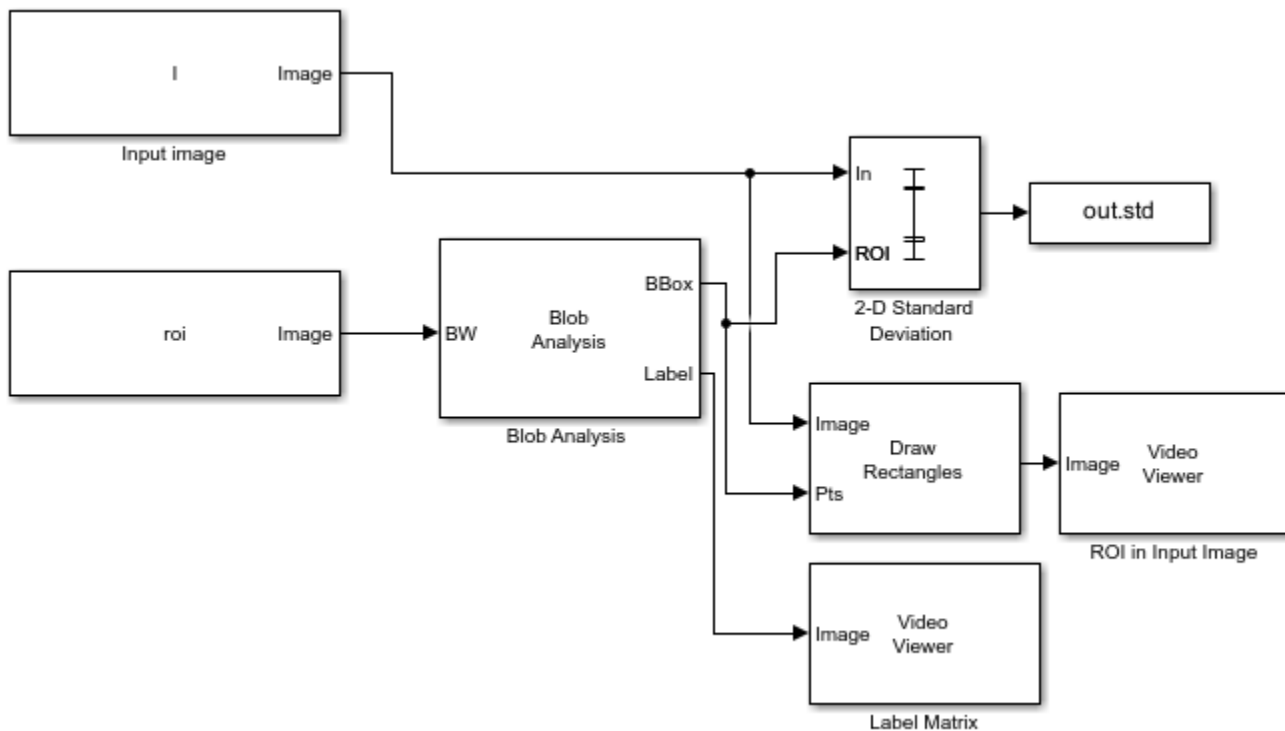 I
Image
Input image
In
ROI
2-D Standard
Deviation
out.std
roi
Image
BW
Blob
Analysis
BBox
Label
Blob Analysis
Image
Pts
Draw
Rectangles
Image
Video
Viewer
ROI in Input Image
Image
Video
Viewer
Label Matrix